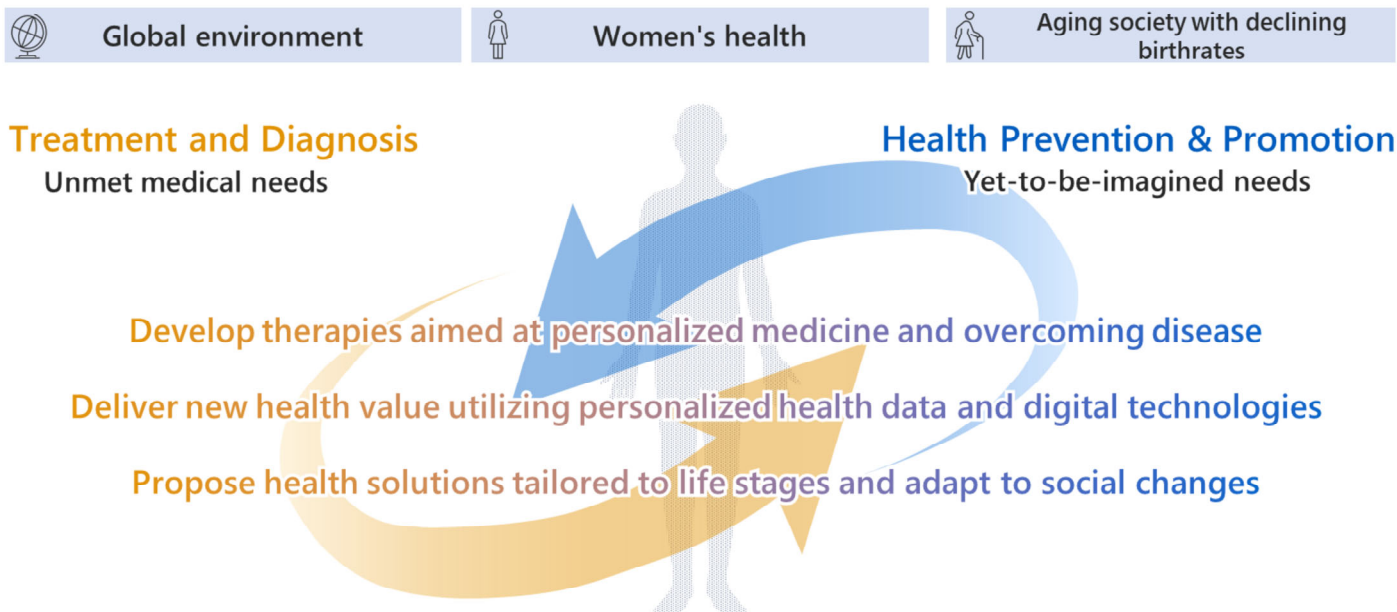 Global environment
Women's health
Aging society with declining
birthrates
Treatment and Diagnosis
Unmet medical needs
Health Prevention & Promotion
Yet-to-be-imagined needs
Develop therapies aimed at personalized medicine and overcoming disease
Deliver new health value utilizing personalized health data and digital technologies
Propose health solutions tailored to life stages and adapt to social changes